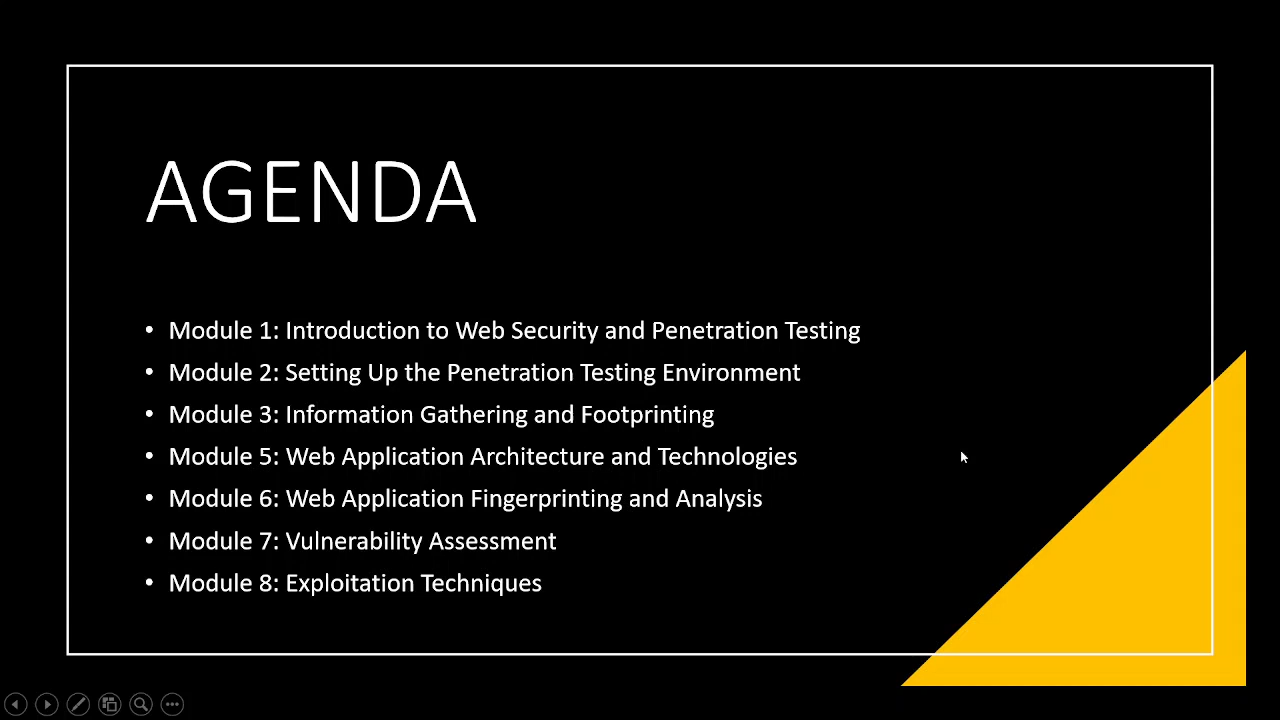 AGENDA
• Module 1: Introduction to Web Security and Penetration Testing
• Module 2: Setting Up the Penetration Testing Environment
• Module 3: Information Gathering and Footprinting
• Module 5: Web Application Architecture and Technologies
• Module 6: Web Application Fingerprinting and Analysis
• Module 7: Vulnerability Assessment
• Module 8: Exploitation Techniques